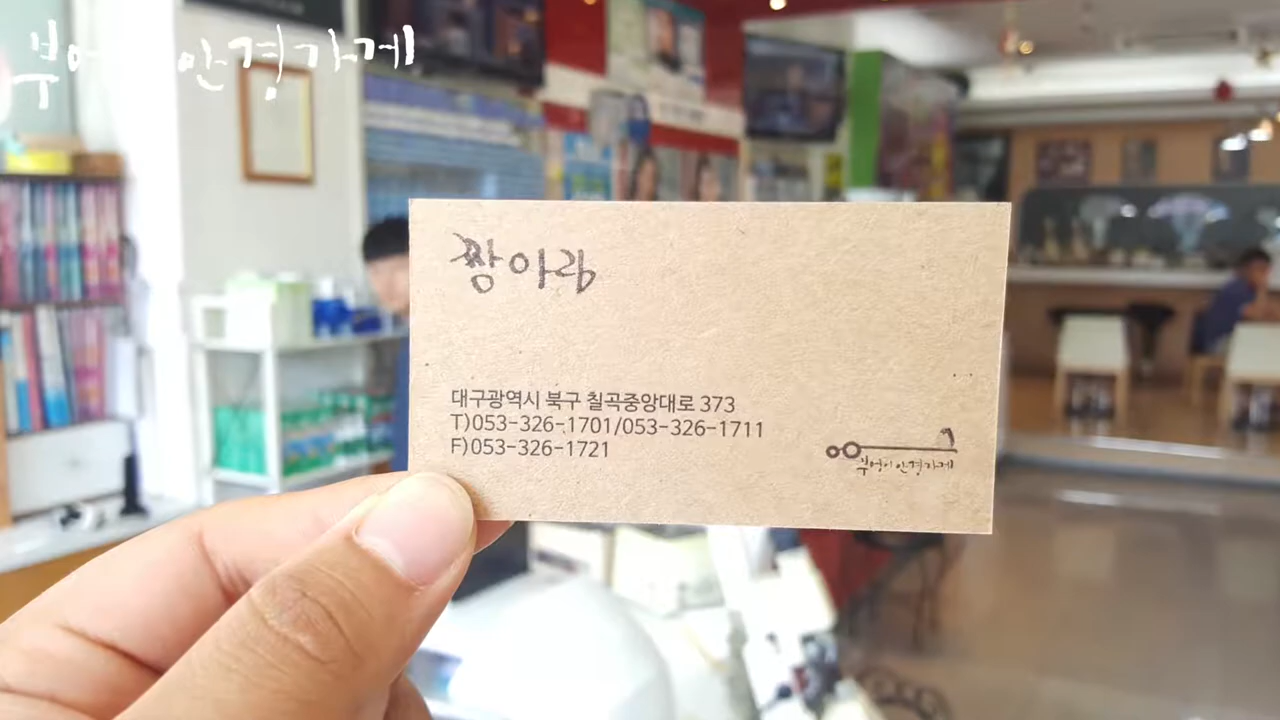 부엉이 안경가게
짱아람
대구광역시 북구 칠곡중앙대로 373
T)053-326-1701/053-326-1711
F)053-326-1721
부엉이 안경가게